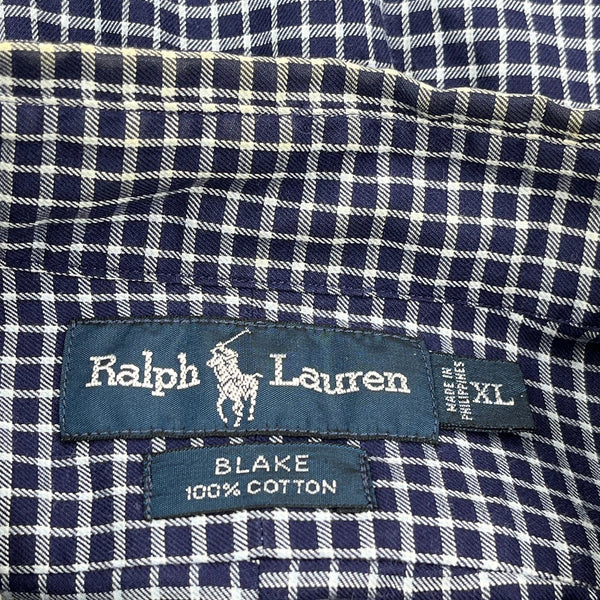 Ralph Lauren
MADE IN
PHILIPPINES
XL
BLAKE
100% COTTON